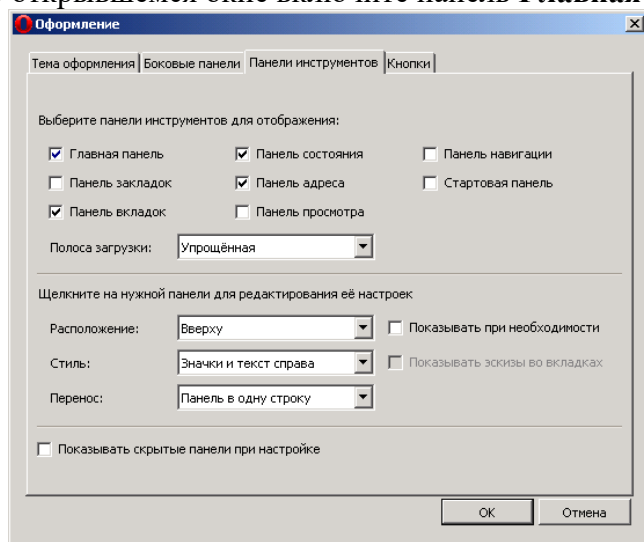 открывшемся окне включите панель Главная
Оформление
Тема оформления Боковые панели Панели инструментов Кнопки
Выберите панели инструментов для отображения:
Главная панель Панель состояния Панель навигации
Панель закладок Панель адреса Стартовая панель
Панель вкладок Панель просмотра
Полоса загрузки: Упрощённая
Щелкните на нужной панели для редактирования её настроек
Расположение: Вверху Показывать при необходимости
Стиль: Значки и текст справа Показывать эскизы во вкладках
Перенос: Панель в одну строку
Показывать скрытые панели при настройке
OK Отмена